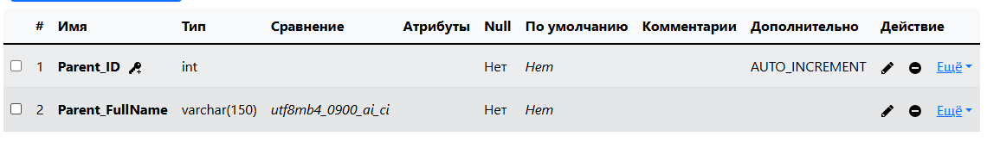 # Имя Тип Сравнение Атрибуты Null По умолчанию Комментарии Дополнительно Действие
1 Parent_ID int Нет Нет AUTO_INCREMENT Ещё
2 Parent_FullName varchar(150) utf8mb4_0900_ai_ci Нет Нет Ещё